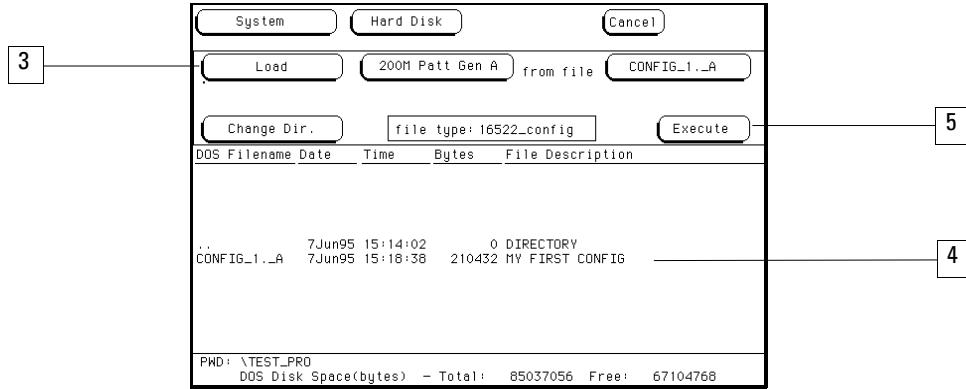 System Hard Disk Cancel
3
Load 200M Patt Gen A from file CONFIG_1._A
Change Dir. file type: 16522_config Execute
5
DOS Filename Date Time Bytes File Description
.. 7Jun95 15:14:02 0 DIRECTORY
CONFIG_1._A 7Jun95 15:18:38 210432 MY FIRST CONFIG
4
PWD: \TEST_PRO
DOS Disk Space(bytes) - Total: 85037056 Free: 67104768